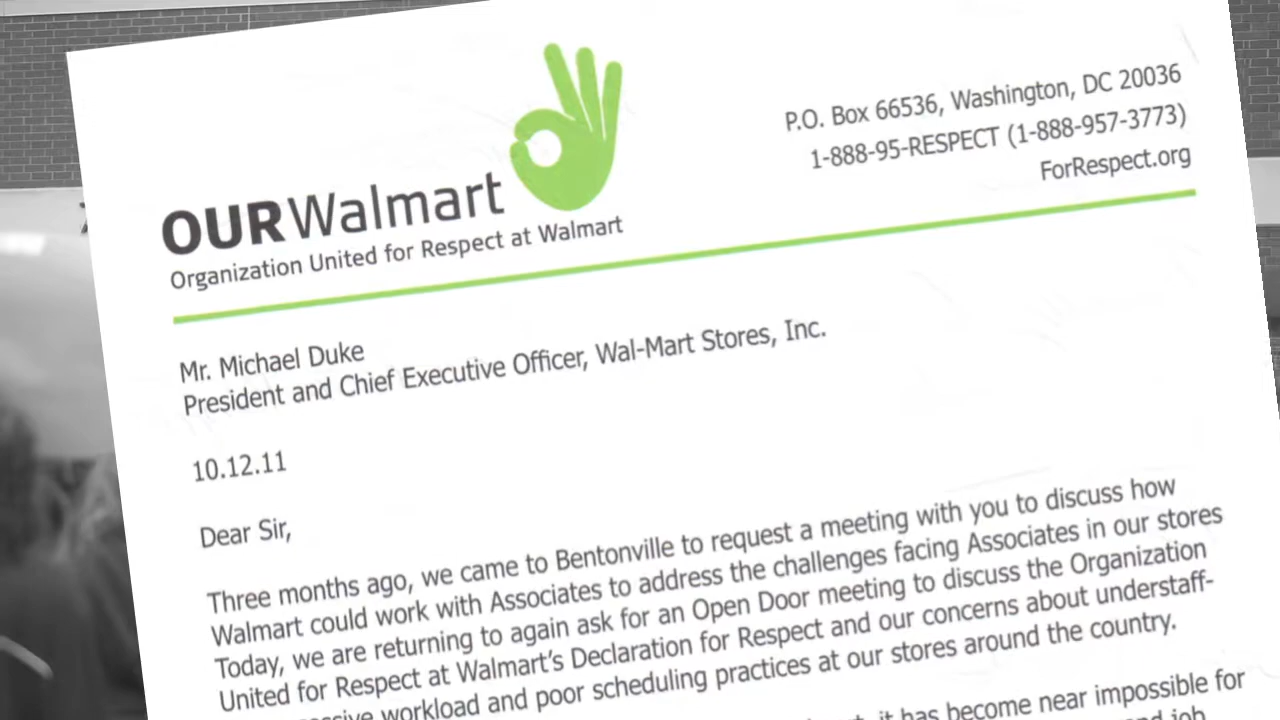 OURWalmart
Organization United for Respect at Walmart
P.O. Box 66536, Washington, DC 20036
1-888-95-RESPECT (1-888-957-3773)
ForRespect.org
Mr. Michael Duke
President and Chief Executive Officer, Wal-Mart Stores, Inc.
10.12.11
Dear Sir,
Three months ago, we came to Bentonville to request a meeting with you to discuss how
Walmart could work with Associates to address the challenges facing Associates in our stores
Today, we are returning to again ask for an Open Door meeting to discuss the Organization
United for Respect at Walmart's Declaration for Respect and our concerns about understaff-
workload and poor scheduling practices at our stores around the country.
it has become near impossible for
job